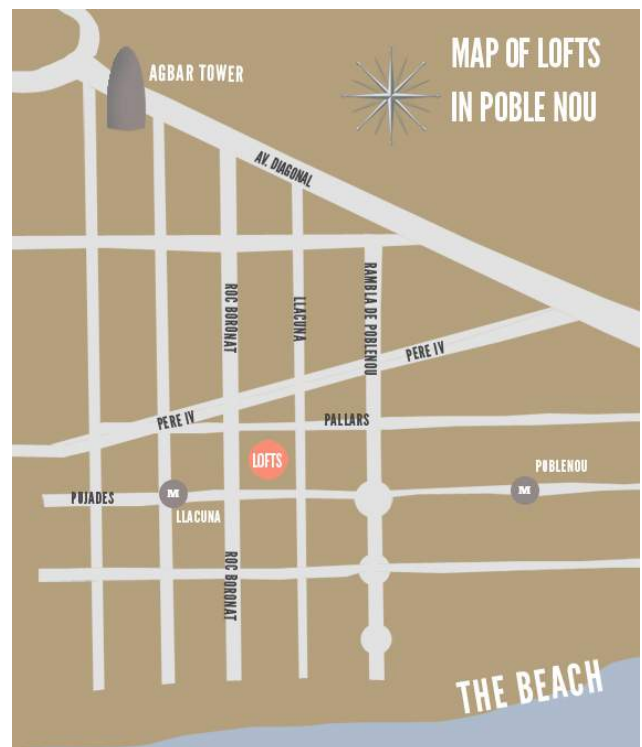 MAP OF LOFTS
IN POBLE NOU
AGBAR TOWER
AV. DIAGONAL
ROC BORONAT
LLACUNA
RAMBLA DE POBLENOU
PERE IV
PERE IV
PALLARS
LOFTS
POBLENOU
M
M
PUJADES
LLACUNA
ROC BORONAT
THE BEACH